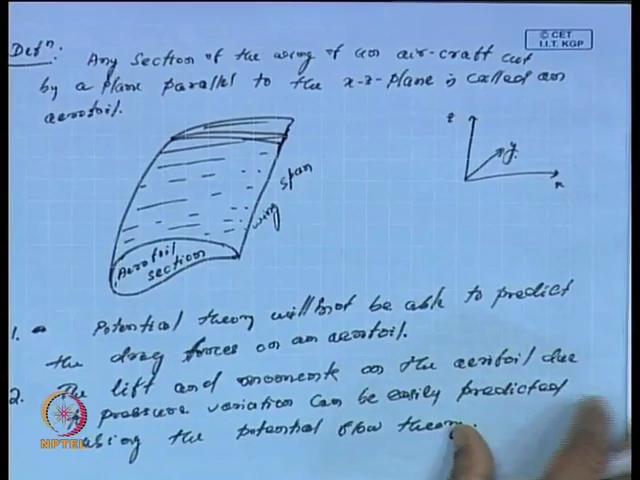 © CET
I.I.T. KGP
Defⁿ: Any section of the wing of an air-craft cut
by a plane parallel to the x-z-plane is called an
aerofoil.
z
y
x
span
wing
Aerofoil
section
1. Potential theory will not be able to predict
the drag forces on an aerofoil.
2. The lift and moments on the aerofoil due
pressure variation can be easily predicted
using the potential flow theory.
NPTEL